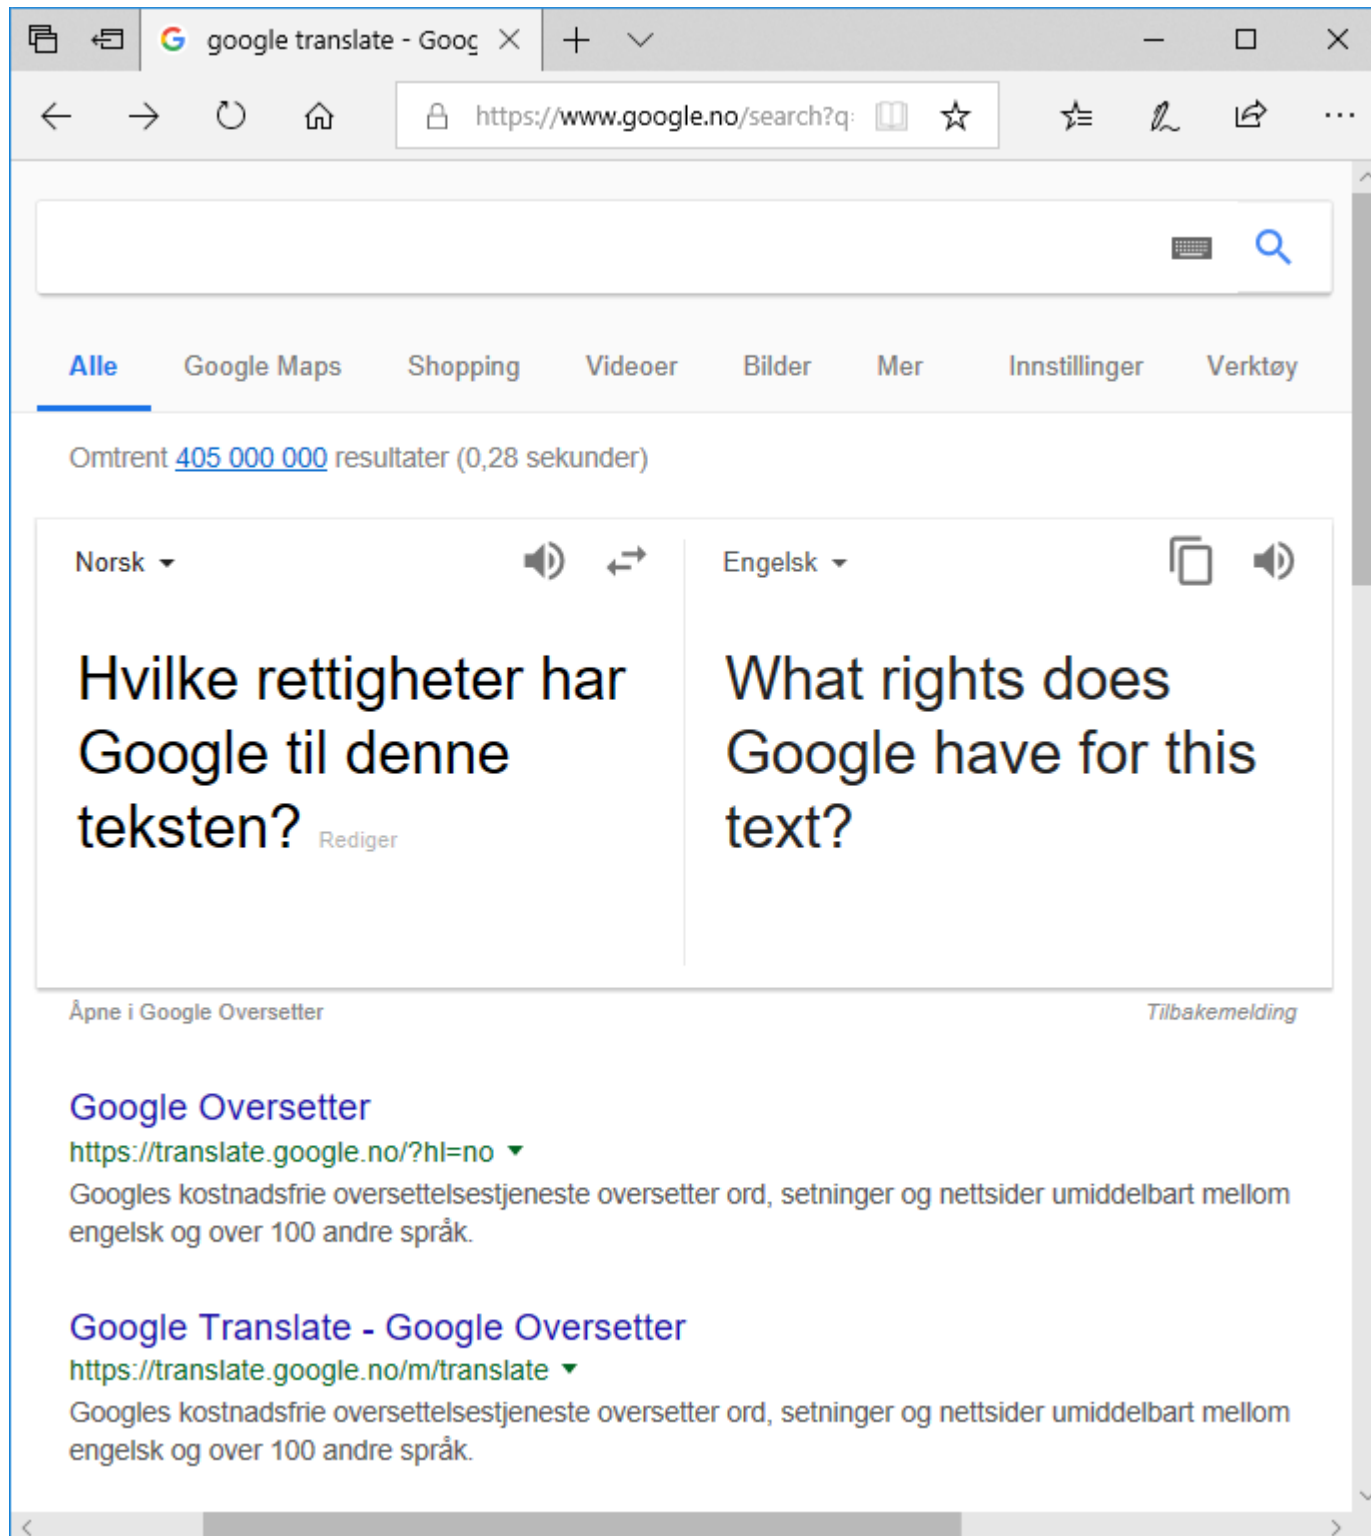 google translate - Goog
https://www.google.no/search?q=
Alle Google Maps Shopping Videoer Bilder Mer Innstillinger Verktøy
Omtrent 405 000 000 resultater (0,28 sekunder)
Norsk
Hvilke rettigheter har
Google til denne
teksten? Rediger
Engelsk
What rights does
Google have for this
text?
Åpne i Google Oversetter
Tilbakemelding
Google Oversetter
https://translate.google.no/?hl=no
Googles kostnadsfrie oversettelsestjeneste oversetter ord, setninger og nettsider umiddelbart mellom
engelsk og over 100 andre språk.
Google Translate - Google Oversetter
https://translate.google.no/m/translate
Googles kostnadsfrie oversettelsestjeneste oversetter ord, setninger og nettsider umiddelbart mellom
engelsk og over 100 andre språk.